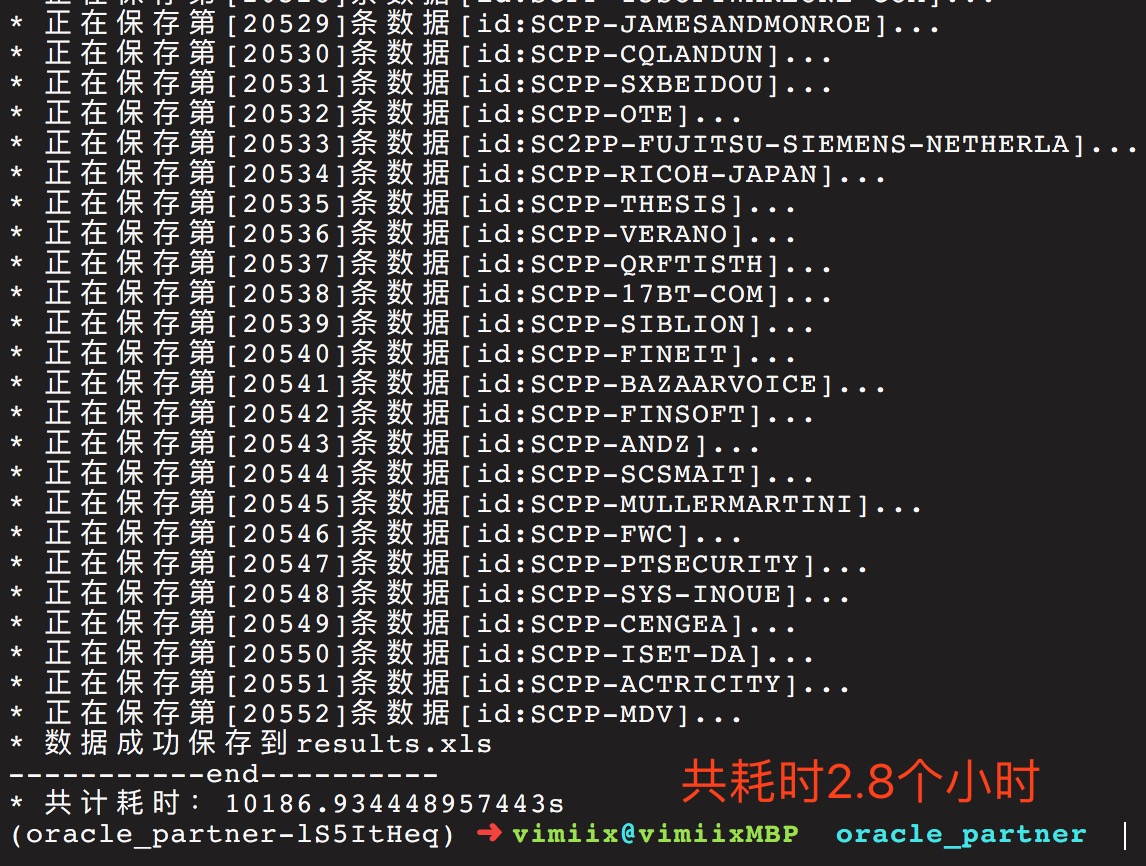 * 正在保存第[20529]条数据[id:SCPP-JAMESANDMONROE]...
* 正在保存第[20530]条数据[id:SCPP-CQLANDUN]...
* 正在保存第[20531]条数据[id:SCPP-SXBEIDOU]...
* 正在保存第[20532]条数据[id:SCPP-OTE]...
* 正在保存第[20533]条数据[id:SC2PP-FUJITSU-SIEMENS-NETHERLA]...
* 正在保存第[20534]条数据[id:SCPP-RICOH-JAPAN]...
* 正在保存第[20535]条数据[id:SCPP-THESIS]...
* 正在保存第[20536]条数据[id:SCPP-VERANO]...
* 正在保存第[20537]条数据[id:SCPP-QRFTISTH]...
* 正在保存第[20538]条数据[id:SCPP-17BT-COM]...
* 正在保存第[20539]条数据[id:SCPP-SIBLION]...
* 正在保存第[20540]条数据[id:SCPP-FINEIT]...
* 正在保存第[20541]条数据[id:SCPP-BAZAARVOICE]...
* 正在保存第[20542]条数据[id:SCPP-FINSOFT]...
* 正在保存第[20543]条数据[id:SCPP-ANDZ]...
* 正在保存第[20544]条数据[id:SCPP-SCSMAIT]...
* 正在保存第[20545]条数据[id:SCPP-MULLERMARTINI]...
* 正在保存第[20546]条数据[id:SCPP-FWC]...
* 正在保存第[20547]条数据[id:SCPP-PTSECURITY]...
* 正在保存第[20548]条数据[id:SCPP-SYS-INOUE]...
* 正在保存第[20549]条数据[id:SCPP-CENGEA]...
* 正在保存第[20550]条数据[id:SCPP-ISET-DA]...
* 正在保存第[20551]条数据[id:SCPP-ACTRICITY]...
* 正在保存第[20552]条数据[id:SCPP-MDV]...
* 数据成功保存到results.xls
-----------end----------
共耗时2.8个小时
* 共计耗时：10186.934448957443s
(oracle_partner-lS5ItHeq) ➜ vimiix@vimiixMBP oracle_partner